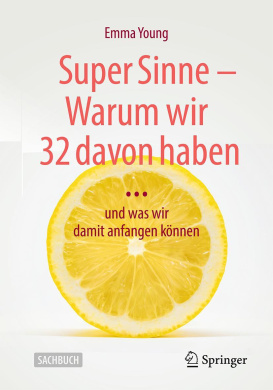 Emma Young
Super Sinne –
Warum wir
32 davon haben
...
und was wir
damit anfangen können
SACHBUCH
Springer